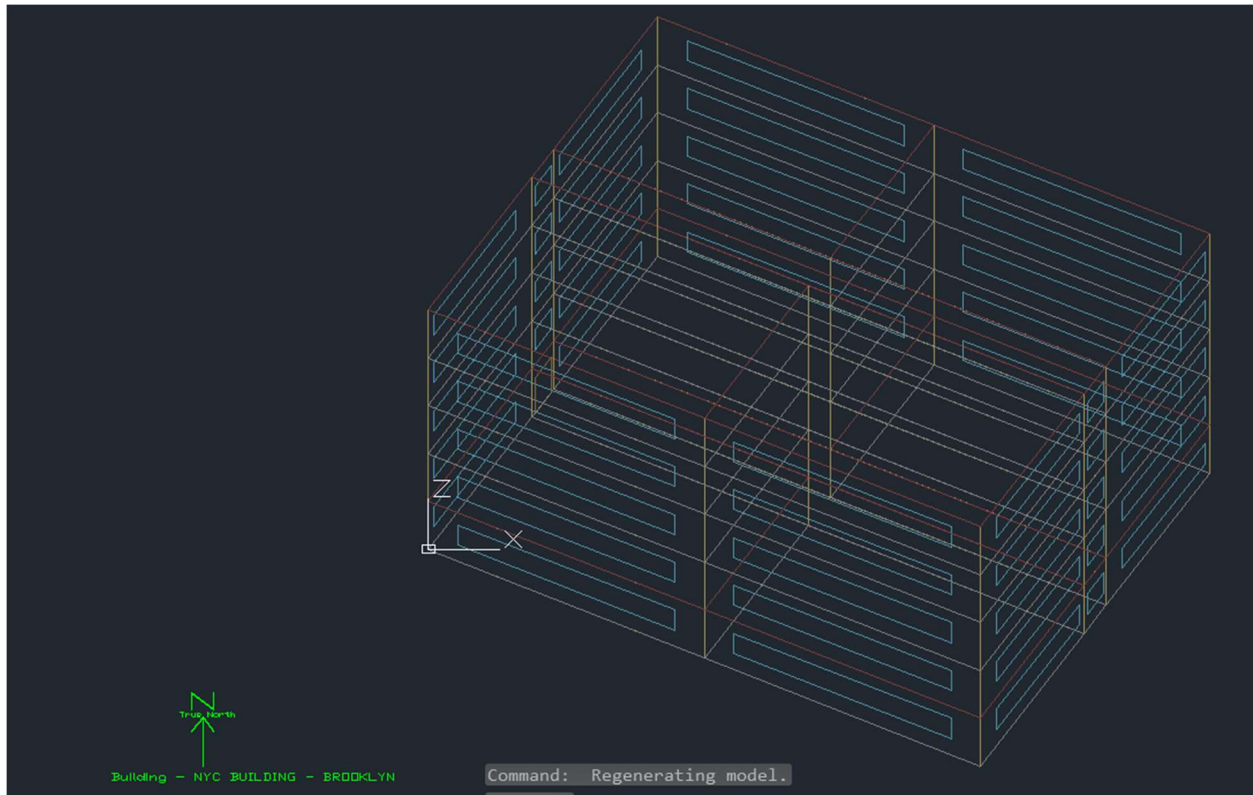 Z
X
N
True North
Building - NYC BUILDING - BROOKLYN
Command:  Regenerating model.